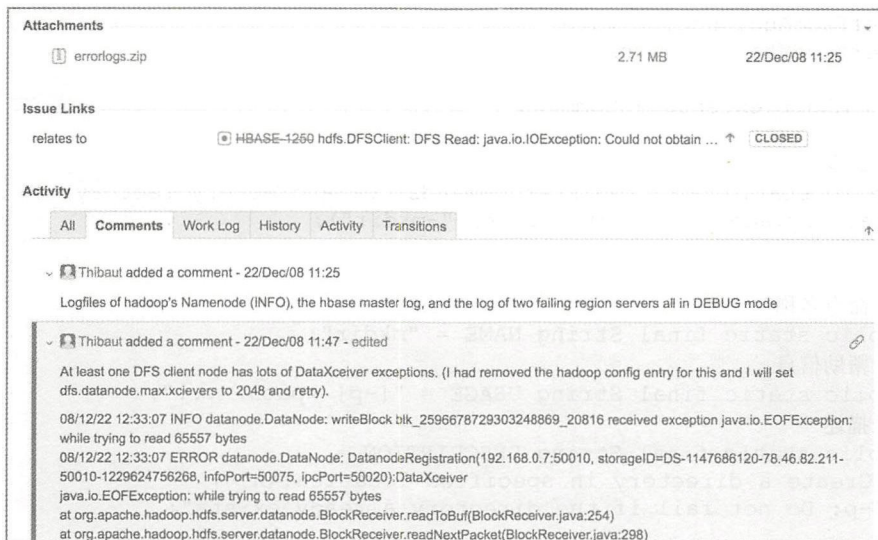 Attachments
errorlogs.zip 2.71 MB 22/Dec/08 11:25
Issue Links
relates to HBASE-1250 hdfs.DFSClient: DFS Read: java.io.IOException: Could not obtain ... ↑ CLOSED
Activity
All Comments Work Log History Activity Transitions
Thibaut added a comment - 22/Dec/08 11:25
Logfiles of hadoop's Namenode (INFO), the hbase master log, and the log of two failing region servers all in DEBUG mode
Thibaut added a comment - 22/Dec/08 11:47 - edited
At least one DFS client node has lots of DataXceiver exceptions. (I had removed the hadoop config entry for this and I will set
dfs.datanode.max.xcievers to 2048 and retry).
08/12/22 12:33:07 INFO datanode.DataNode: writeBlock blk_2596678729303248869_20816 received exception java.io.EOFException:
while trying to read 65557 bytes
08/12/22 12:33:07 ERROR datanode.DataNode: DatanodeRegistration(192.168.0.7:50010, storageID=DS-1147686120-78.46.82.211-
50010-1229624756268, infoPort=50075, ipcPort=50020):DataXceiver
java.io.EOFException: while trying to read 65557 bytes
at org.apache.hadoop.hdfs.server.datanode.BlockReceiver.readToBuf(BlockReceiver.java:254)
at org.apache.hadoop.hdfs.server.datanode.BlockReceiver.readNextPacket(BlockReceiver.java:298)